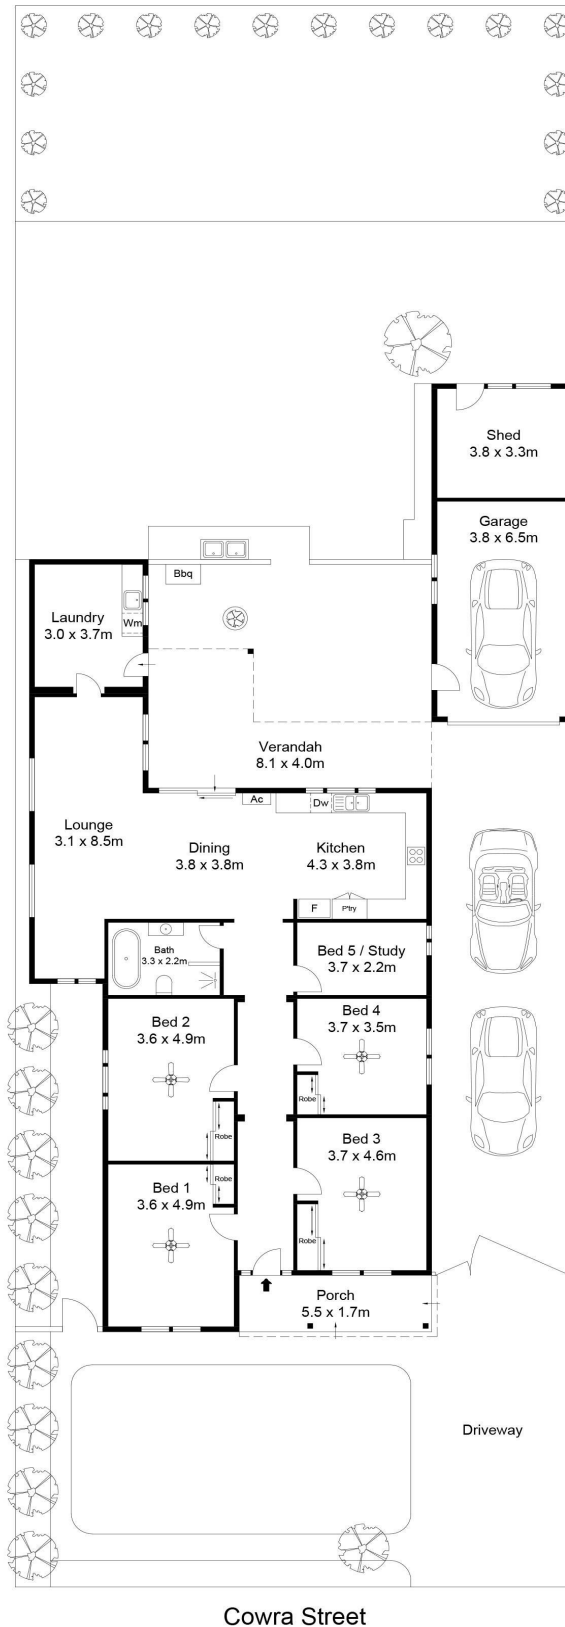 Shed
3.8 x 3.3m
Garage
3.8 x 6.5m
Bbq
Laundry
3.0 x 3.7m
Wm
Verandah
8.1 x 4.0m
Ac
Dw
Lounge
3.1 x 8.5m
Dining
3.8 x 3.8m
Kitchen
4.3 x 3.8m
F
P'try
Bath
3.3 x 2.2m
Bed 5 / Study
3.7 x 2.2m
Bed 2
3.6 x 4.9m
Bed 4
3.7 x 3.5m
Robe
Robe
Bed 3
3.7 x 4.6m
Robe
Bed 1
3.6 x 4.9m
Robe
Porch
5.5 x 1.7m
Driveway
Cowra Street